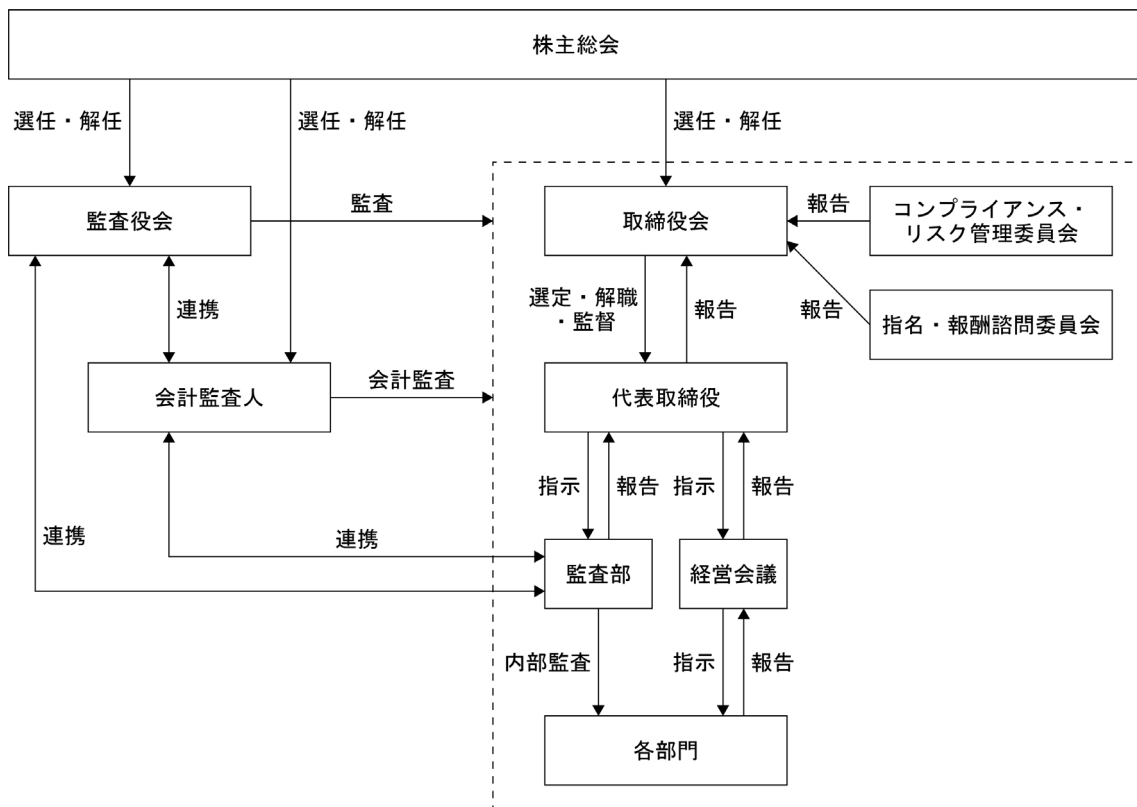 株主総会
選任・解任
選任・解任
選任・解任
監査役会
監査
取締役会
報告
コンプライアンス・
リスク管理委員会
連携
選定・解職
・監督
報告
報告
指名・報酬諮問委員会
会計監査人
会計監査
代表取締役
指示
報告
指示
報告
連携
連携
監査部
経営会議
内部監査
指示
報告
各部門